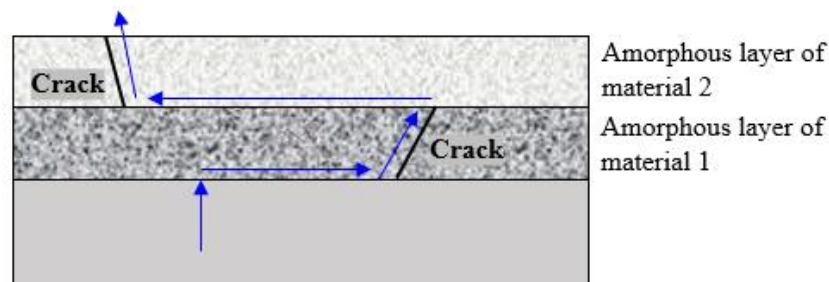 Crack
Amorphous layer of
material 2
Amorphous layer of
material 1
Crack